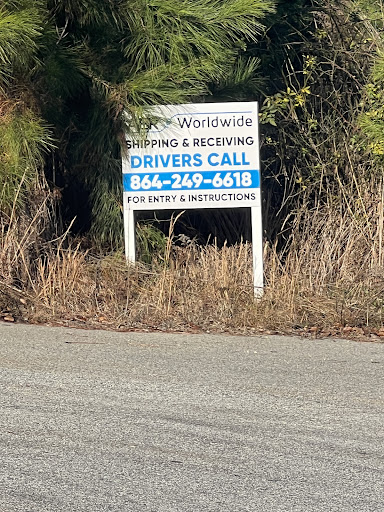 Worldwide
SHIPPING & RECEIVING
DRIVERS CALL
864-249-6618
FOR ENTRY & INSTRUCTIONS